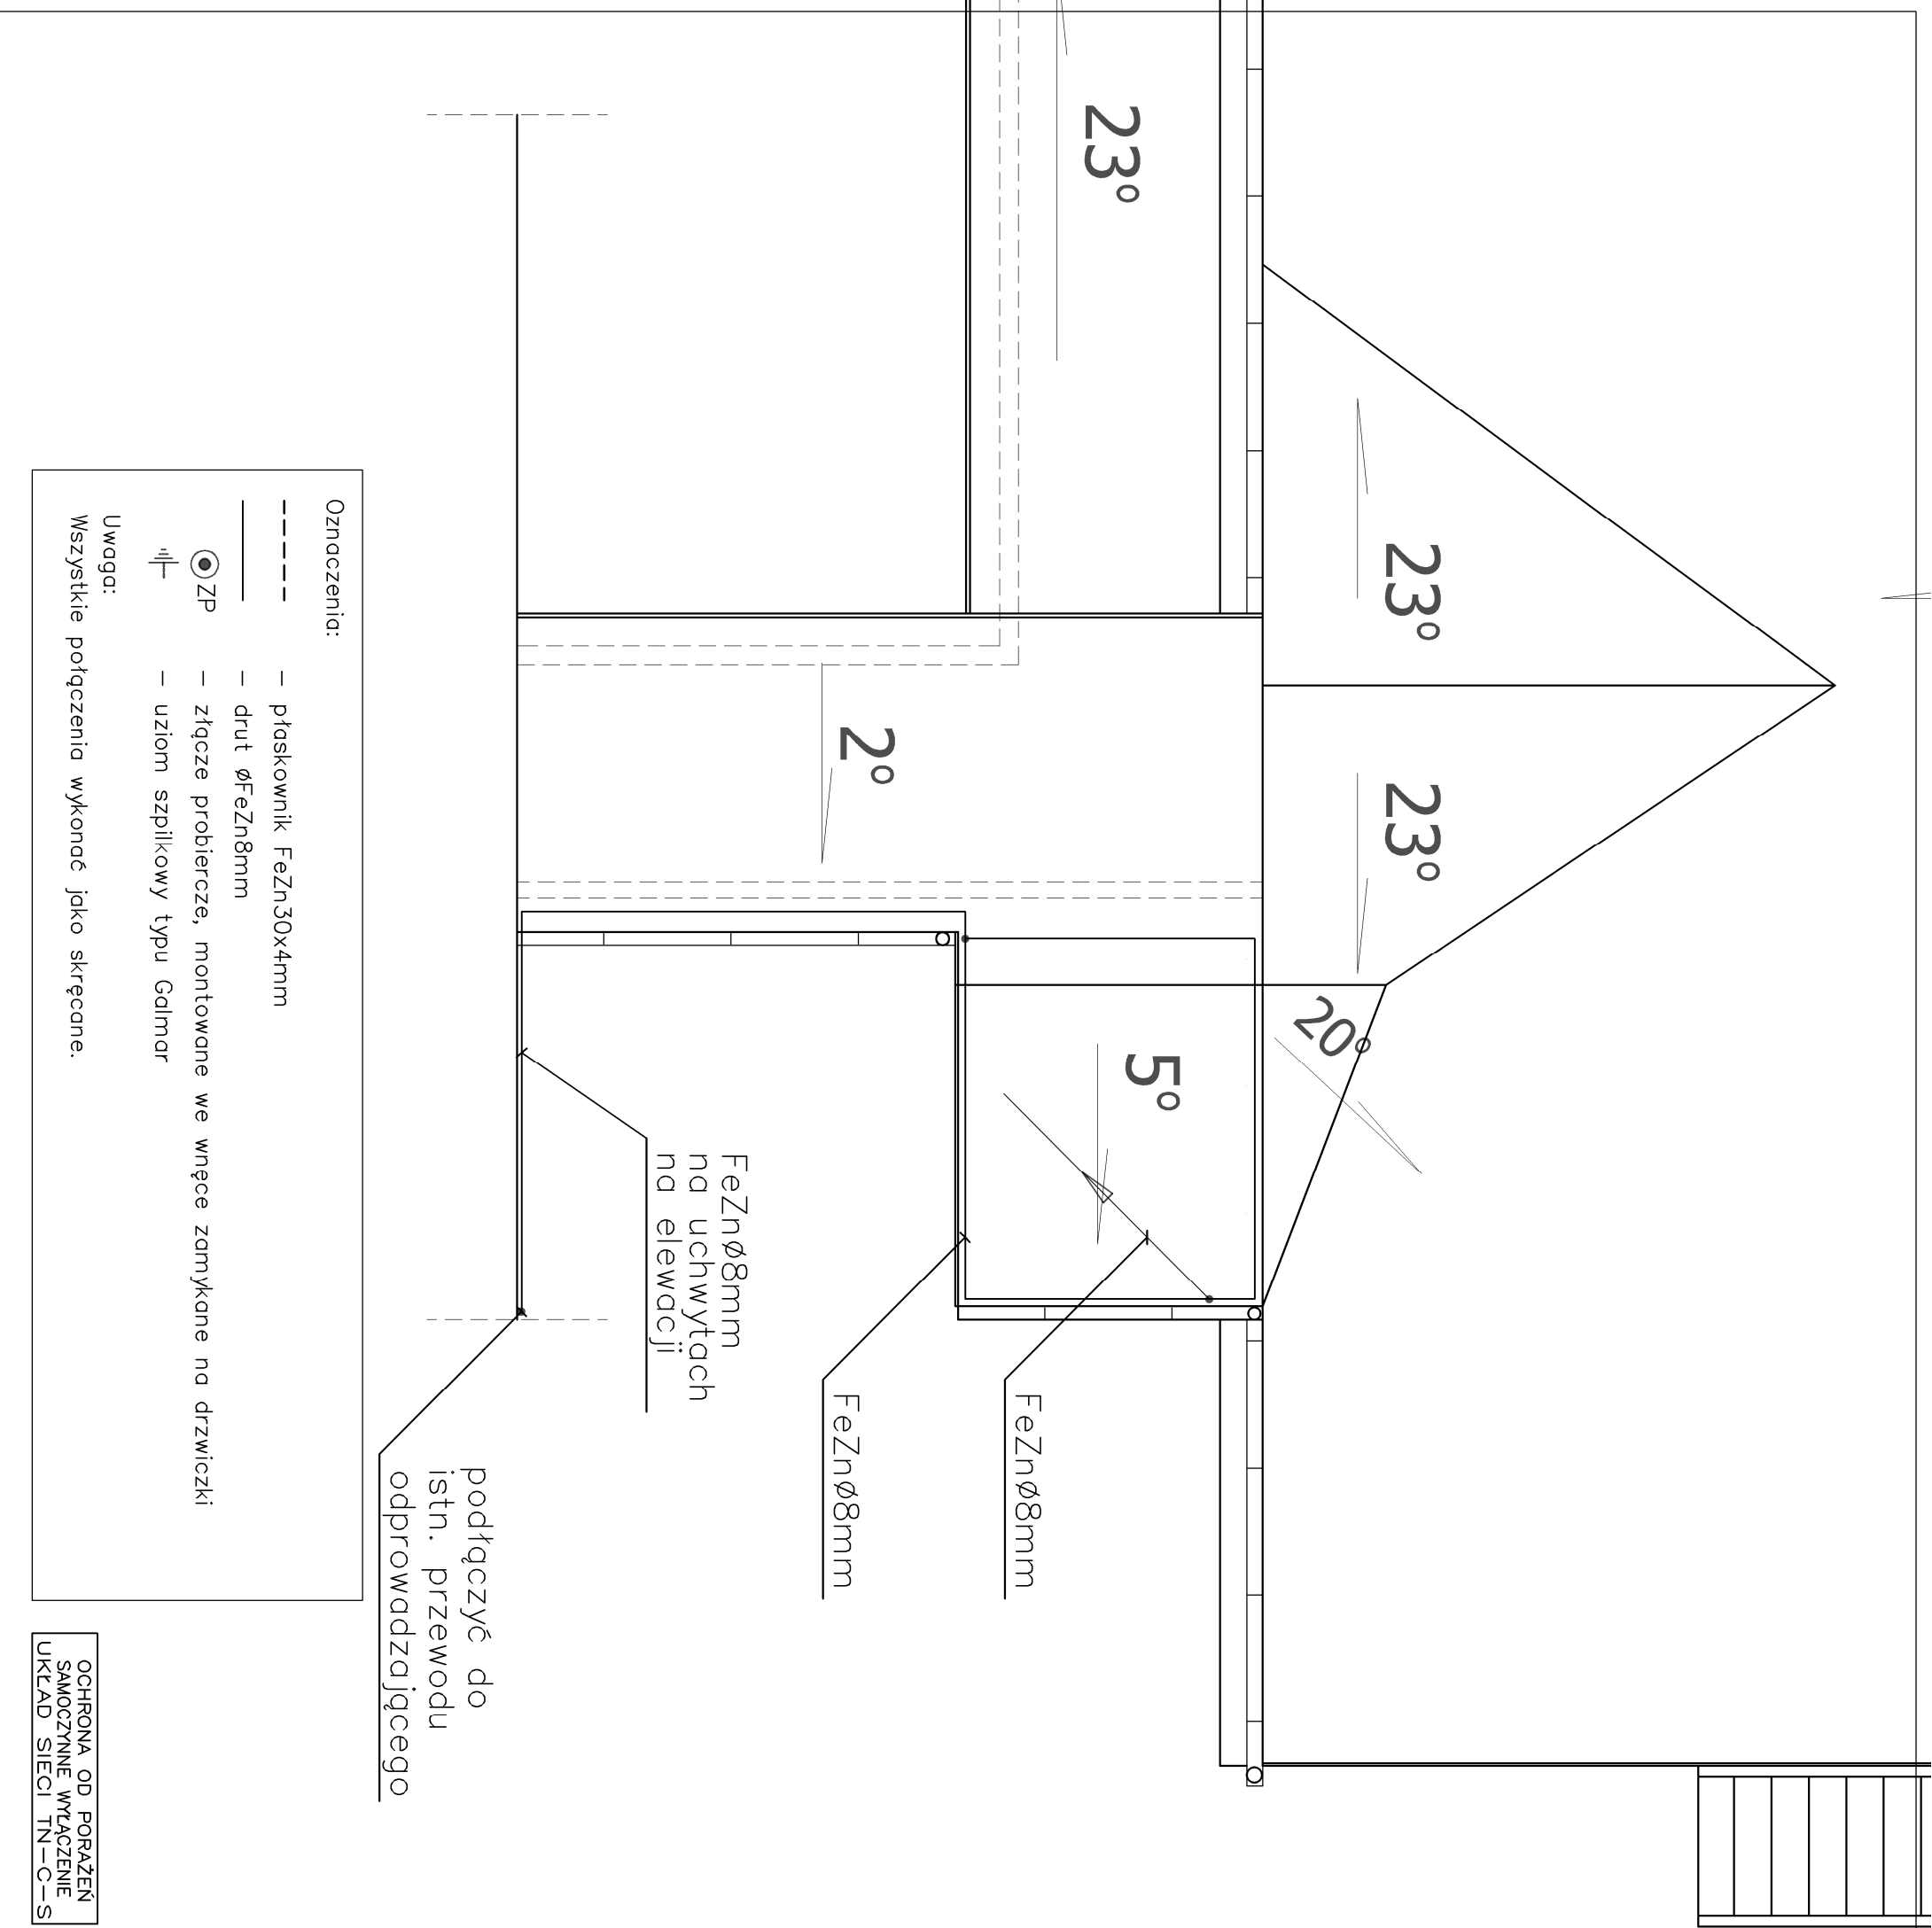 23°
23°
23°
20°
5°
2°
FeZnø8mm
FeZnø8mm
FeZnø8mm
na uchwytach
na elewacji
podłączyć do
istn. przewodu
odprowadzającego
Oznaczenia:
– płaskownik FeZn30x4mm
– drut øFeZn8mm
ZP – złącze probiercze, montowane we wnęce zamykane na drzwiczki
– uziom szpilkowy typu Galmar
Uwaga:
Wszystkie połączenia wykonać jako skręcane.
OCHRONA OD PORAŻEŃ
SAMOCZYNNE WYŁĄCZENIE
UKŁAD SIECI TN–C–S